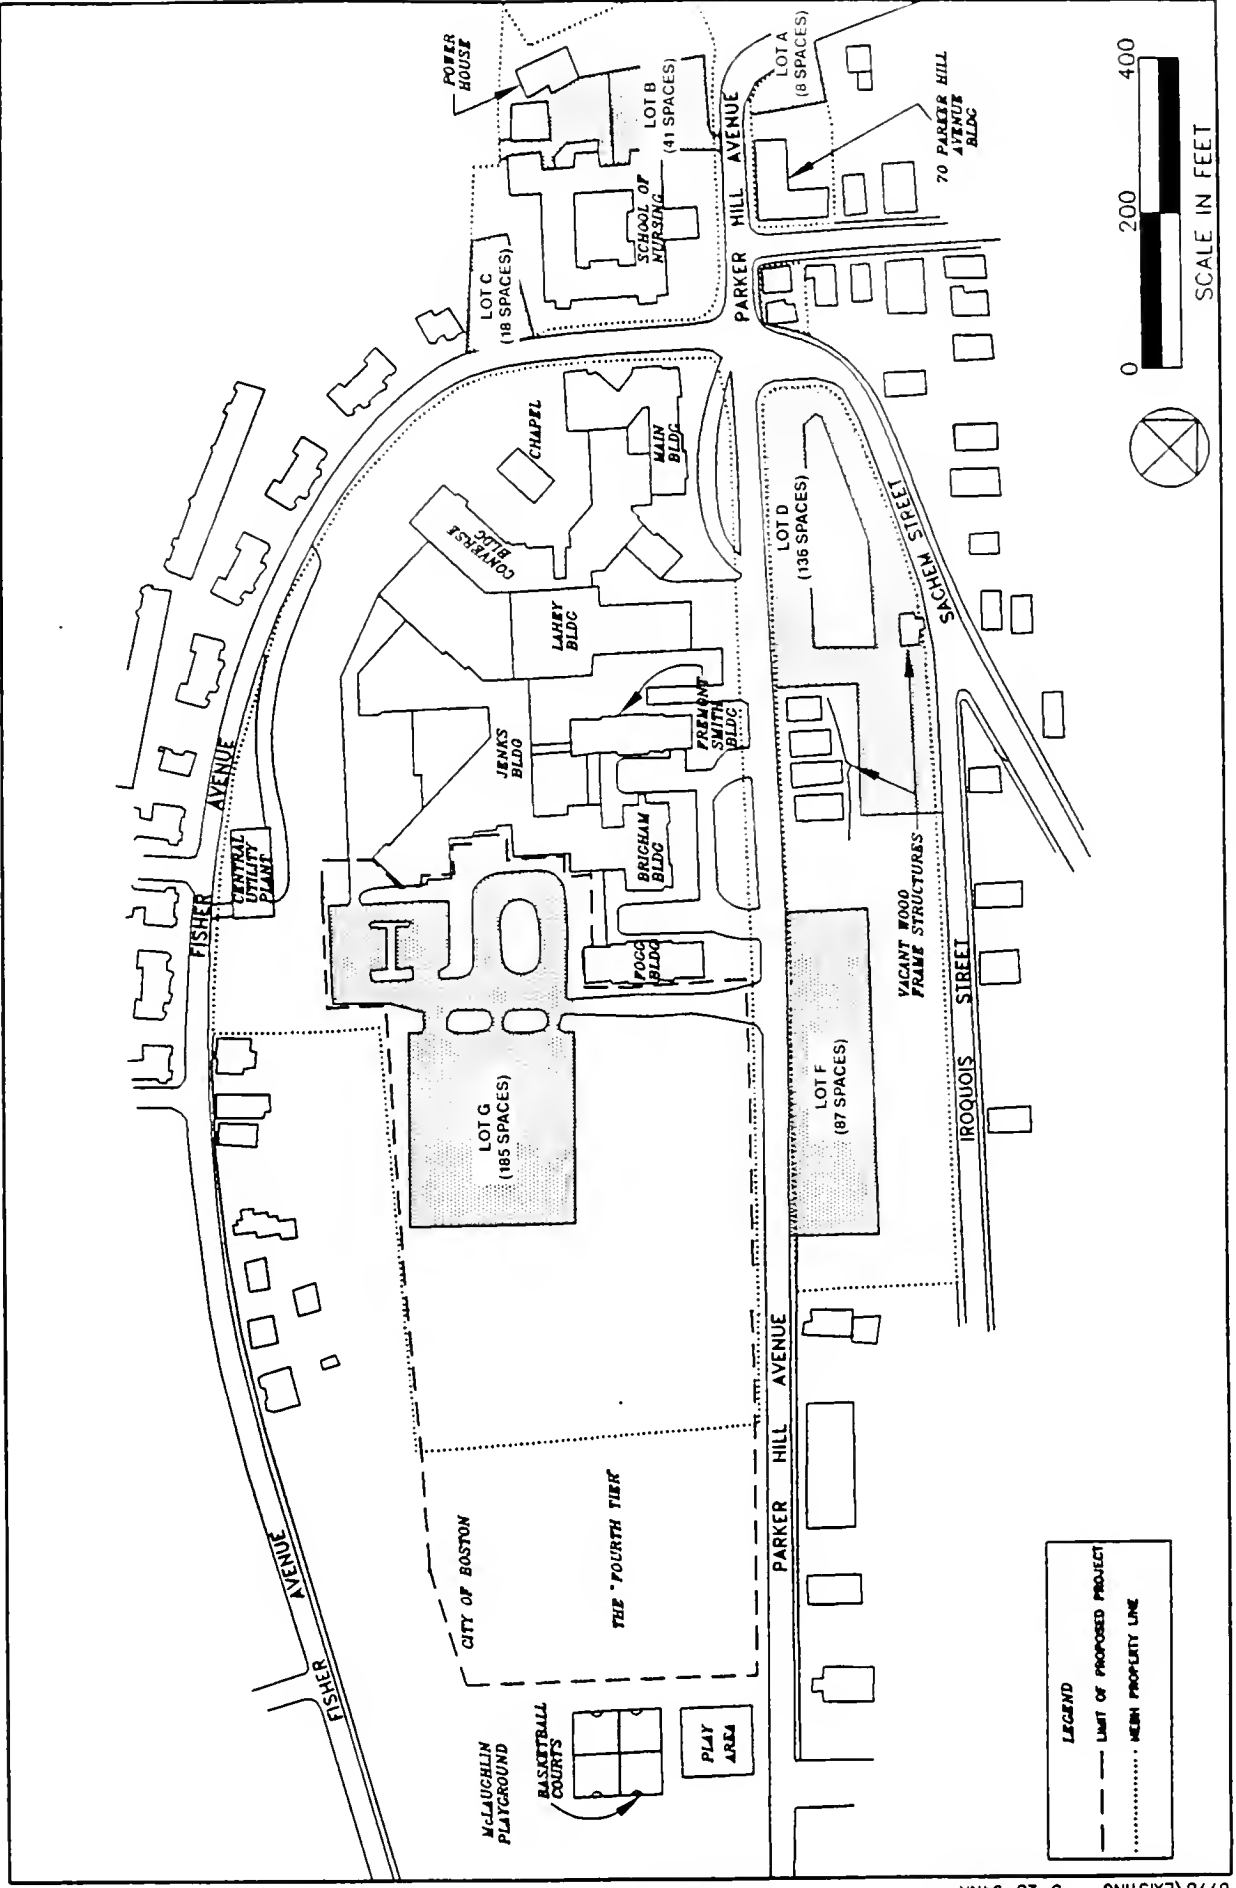 POWER
HOUSE
LOT B
(41 SPACES)
LOT A
(8 SPACES)
PARKER HILL AVENUE
70 PARKER HILL
AVENUE
BLDG
SCHOOL OF
NURSING
LOT C
(18 SPACES)
0 200 400
SCALE IN FEET
CHAPEL
MAIN
BLDG
CONVERSE
BLDG
LAHEY
BLDG
LOT D
(136 SPACES)
SACHEM STREET
FREMONT
SMITH
BLDG
JENKS
BLDG
BRIGHAM
BLDG
FISHER AVENUE
CENTRAL
UTILITY
PLANT
FOGG
BLDG
VACANT WOOD
FRAME STRUCTURES
LOT G
(185 SPACES)
LOT F
(87 SPACES)
IROQUOIS STREET
PARKER HILL AVENUE
CITY OF BOSTON
THE "FOURTH TIER"
FISHER AVENUE
McLAUGHLIN
PLAYGROUND
BASKETBALL
COURTS
PLAY
AREA
LEGEND
LIMIT OF PROPOSED PROJECT
NEBH PROPERTY LINE